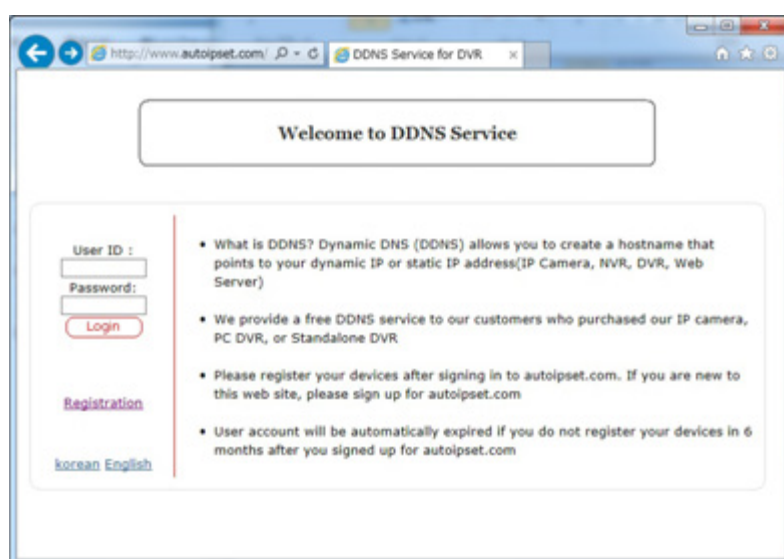 http://www.autoipset.com/
DDNS Service for DVR
Welcome to DDNS Service
User ID :
Password:
Login
Registration
korean English
• What is DDNS? Dynamic DNS (DDNS) allows you to create a hostname that
points to your dynamic IP or static IP address(IP Camera, NVR, DVR, Web
Server)
• We provide a free DDNS service to our customers who purchased our IP camera,
PC DVR, or Standalone DVR
• Please register your devices after signing in to autoipset.com. If you are new to
this web site, please sign up for autoipset.com
• User account will be automatically expired if you do not register your devices in 6
months after you signed up for autoipset.com